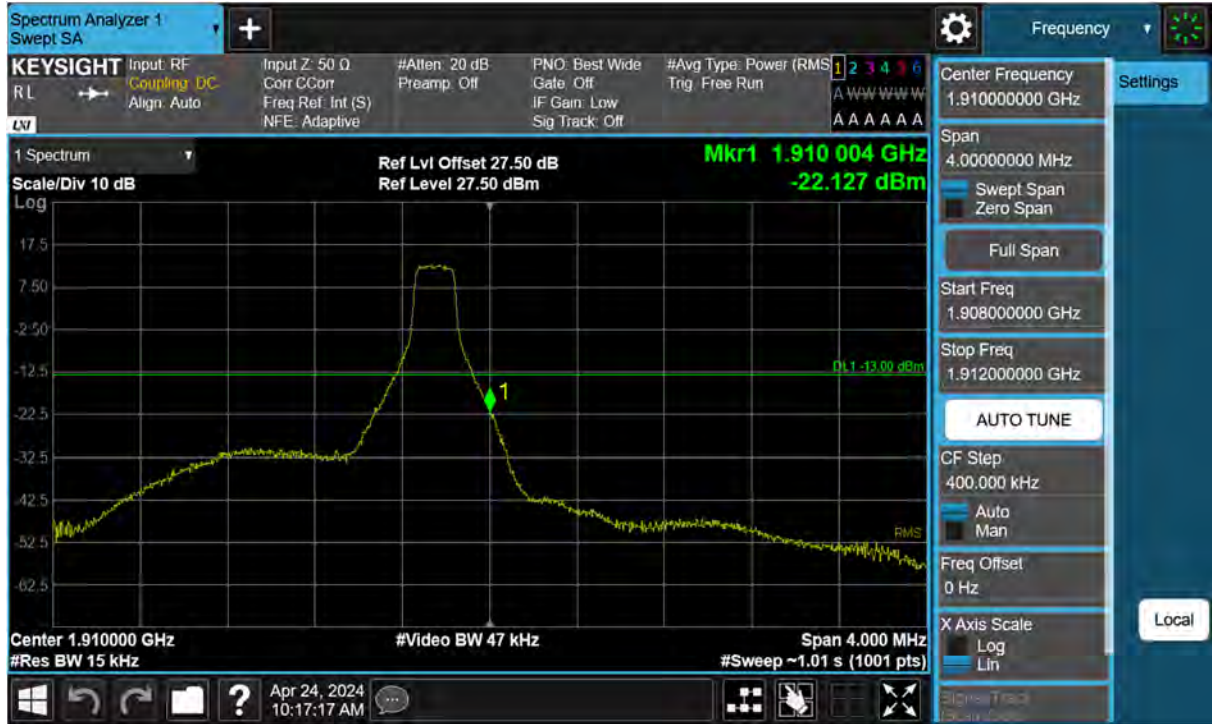 Spectrum Analyzer 1
Swept SA
+
Frequency
KEYSIGHT
RL
LXI
Input: RF
Coupling: DC
Align: Auto
Input Z: 50 Ω
Corr CCorr
Freq Ref: Int (S)
NFE: Adaptive
#Atten: 20 dB
Preamp: Off
PNO: Best Wide
Gate: Off
IF Gain: Low
Sig Track: Off
#Avg Type: Power (RMS
Trig: Free Run
1 2 3 4 5 6
A W W W W W
A A A A A A
1 Spectrum
Scale/Div 10 dB
Log
Ref Lvl Offset 27.50 dB
Ref Level 27.50 dBm
Mkr1 1.910 004 GHz
-22.127 dBm
17.5
7.50
-2.50
-12.5
-22.5
-32.5
-42.5
-52.5
-62.5
DL1 -13.00 dBm
1
RMS
Center 1.910000 GHz
#Res BW 15 kHz
#Video BW 47 kHz
Span 4.000 MHz
#Sweep ~1.01 s (1001 pts)
Center Frequency
1.910000000 GHz
Settings
Span
4.00000000 MHz
Swept Span
Zero Span
Full Span
Start Freq
1.908000000 GHz
Stop Freq
1.912000000 GHz
AUTO TUNE
CF Step
400.000 kHz
Auto
Man
Freq Offset
0 Hz
X Axis Scale
Log
Lin
Local
Signal Track
?
Apr 24, 2024
10:17:17 AM